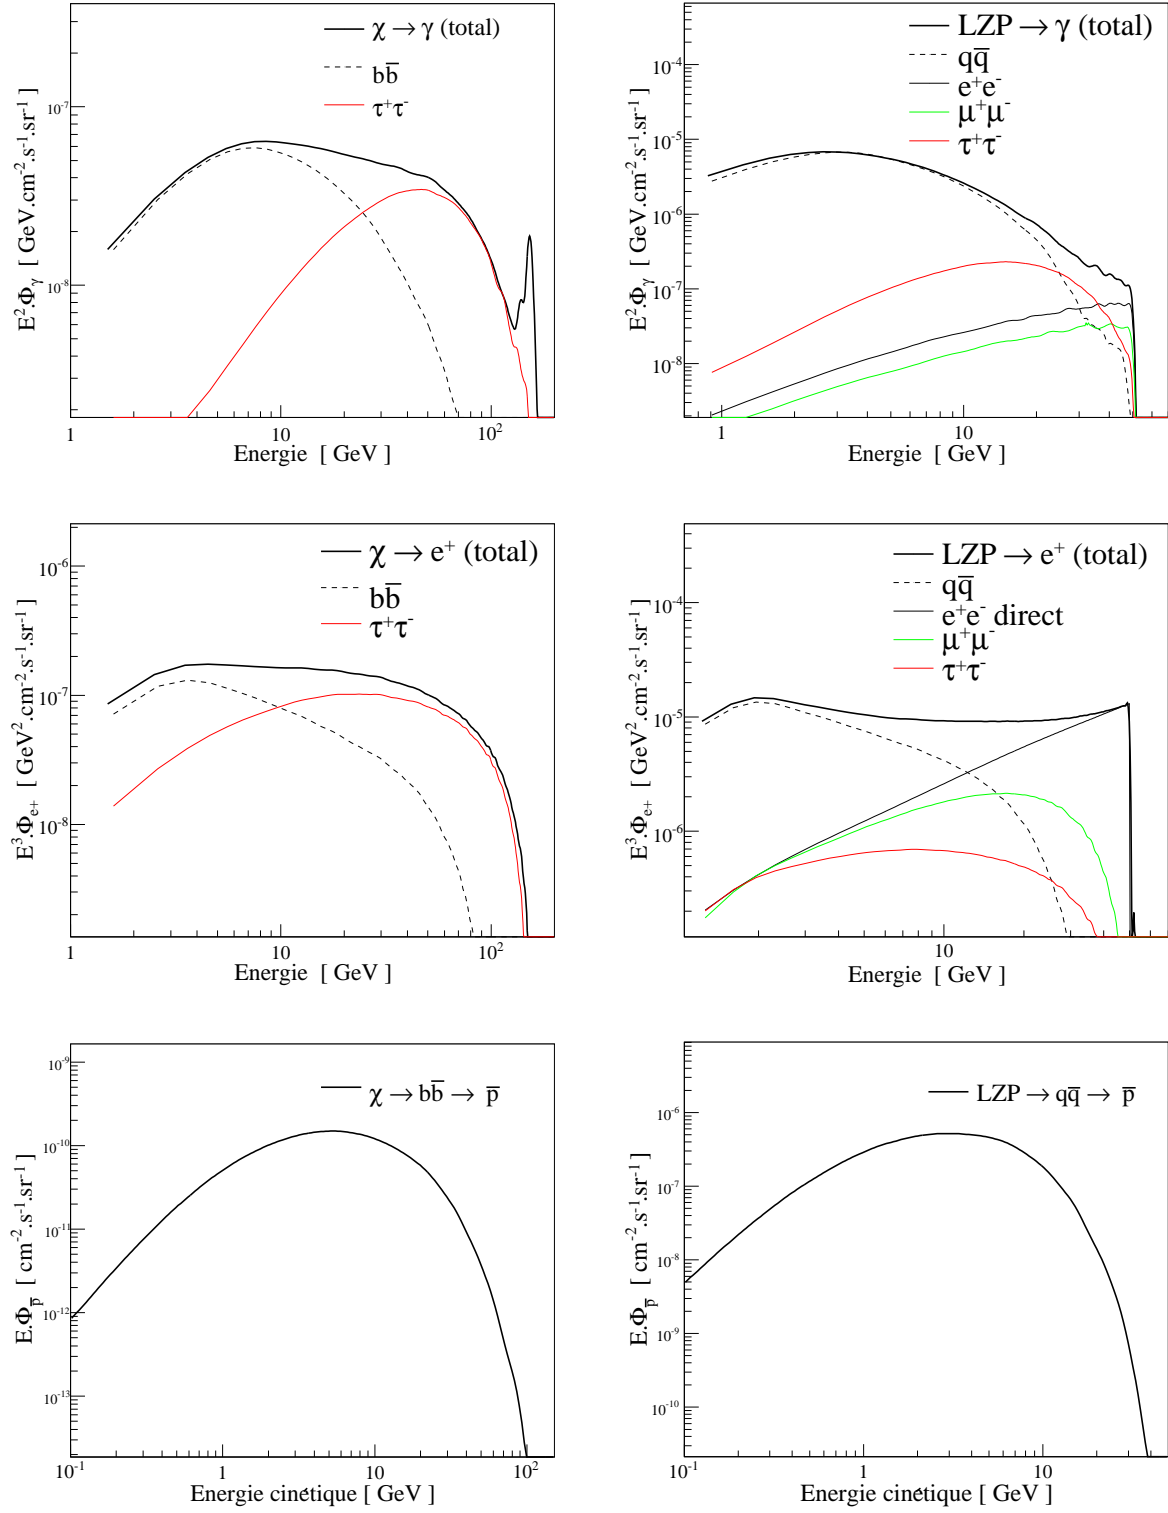 χ → γ (total)
bb̅
τ⁺τ⁻
10⁻⁷
10⁻⁸
E².Φγ [ GeV.cm⁻².s⁻¹.sr⁻¹ ]
1 10 10²
Energie [ GeV ]
LZP → γ (total)
qq̅
e⁺e⁻
μ⁺μ⁻
τ⁺τ⁻
10⁻⁴
10⁻⁵
10⁻⁶
10⁻⁷
10⁻⁸
E².Φγ [ GeV.cm⁻².s⁻¹.sr⁻¹ ]
1 10
Energie [ GeV ]
χ → e⁺ (total)
bb̅
τ⁺τ⁻
10⁻⁶
10⁻⁷
10⁻⁸
E³.Φe+ [ GeV².cm⁻².s⁻¹.sr⁻¹ ]
1 10 10²
Energie [ GeV ]
LZP → e⁺ (total)
qq̅
e⁺e⁻ direct
μ⁺μ⁻
τ⁺τ⁻
10⁻⁴
10⁻⁵
10⁻⁶
E³.Φe+ [ GeV².cm⁻².s⁻¹.sr⁻¹ ]
10
Energie [ GeV ]
χ → bb̅ → p̅
10⁻⁹
10⁻¹⁰
10⁻¹¹
10⁻¹²
10⁻¹³
E.Φp̅ [ cm⁻².s⁻¹.sr⁻¹ ]
10⁻¹ 1 10 10²
Energie cinétique [ GeV ]
LZP → qq̅ → p̅
10⁻⁶
10⁻⁷
10⁻⁸
10⁻⁹
10⁻¹⁰
E.Φp̅ [ cm⁻².s⁻¹.sr⁻¹ ]
10⁻¹ 1 10
Energie cinétique [ GeV ]